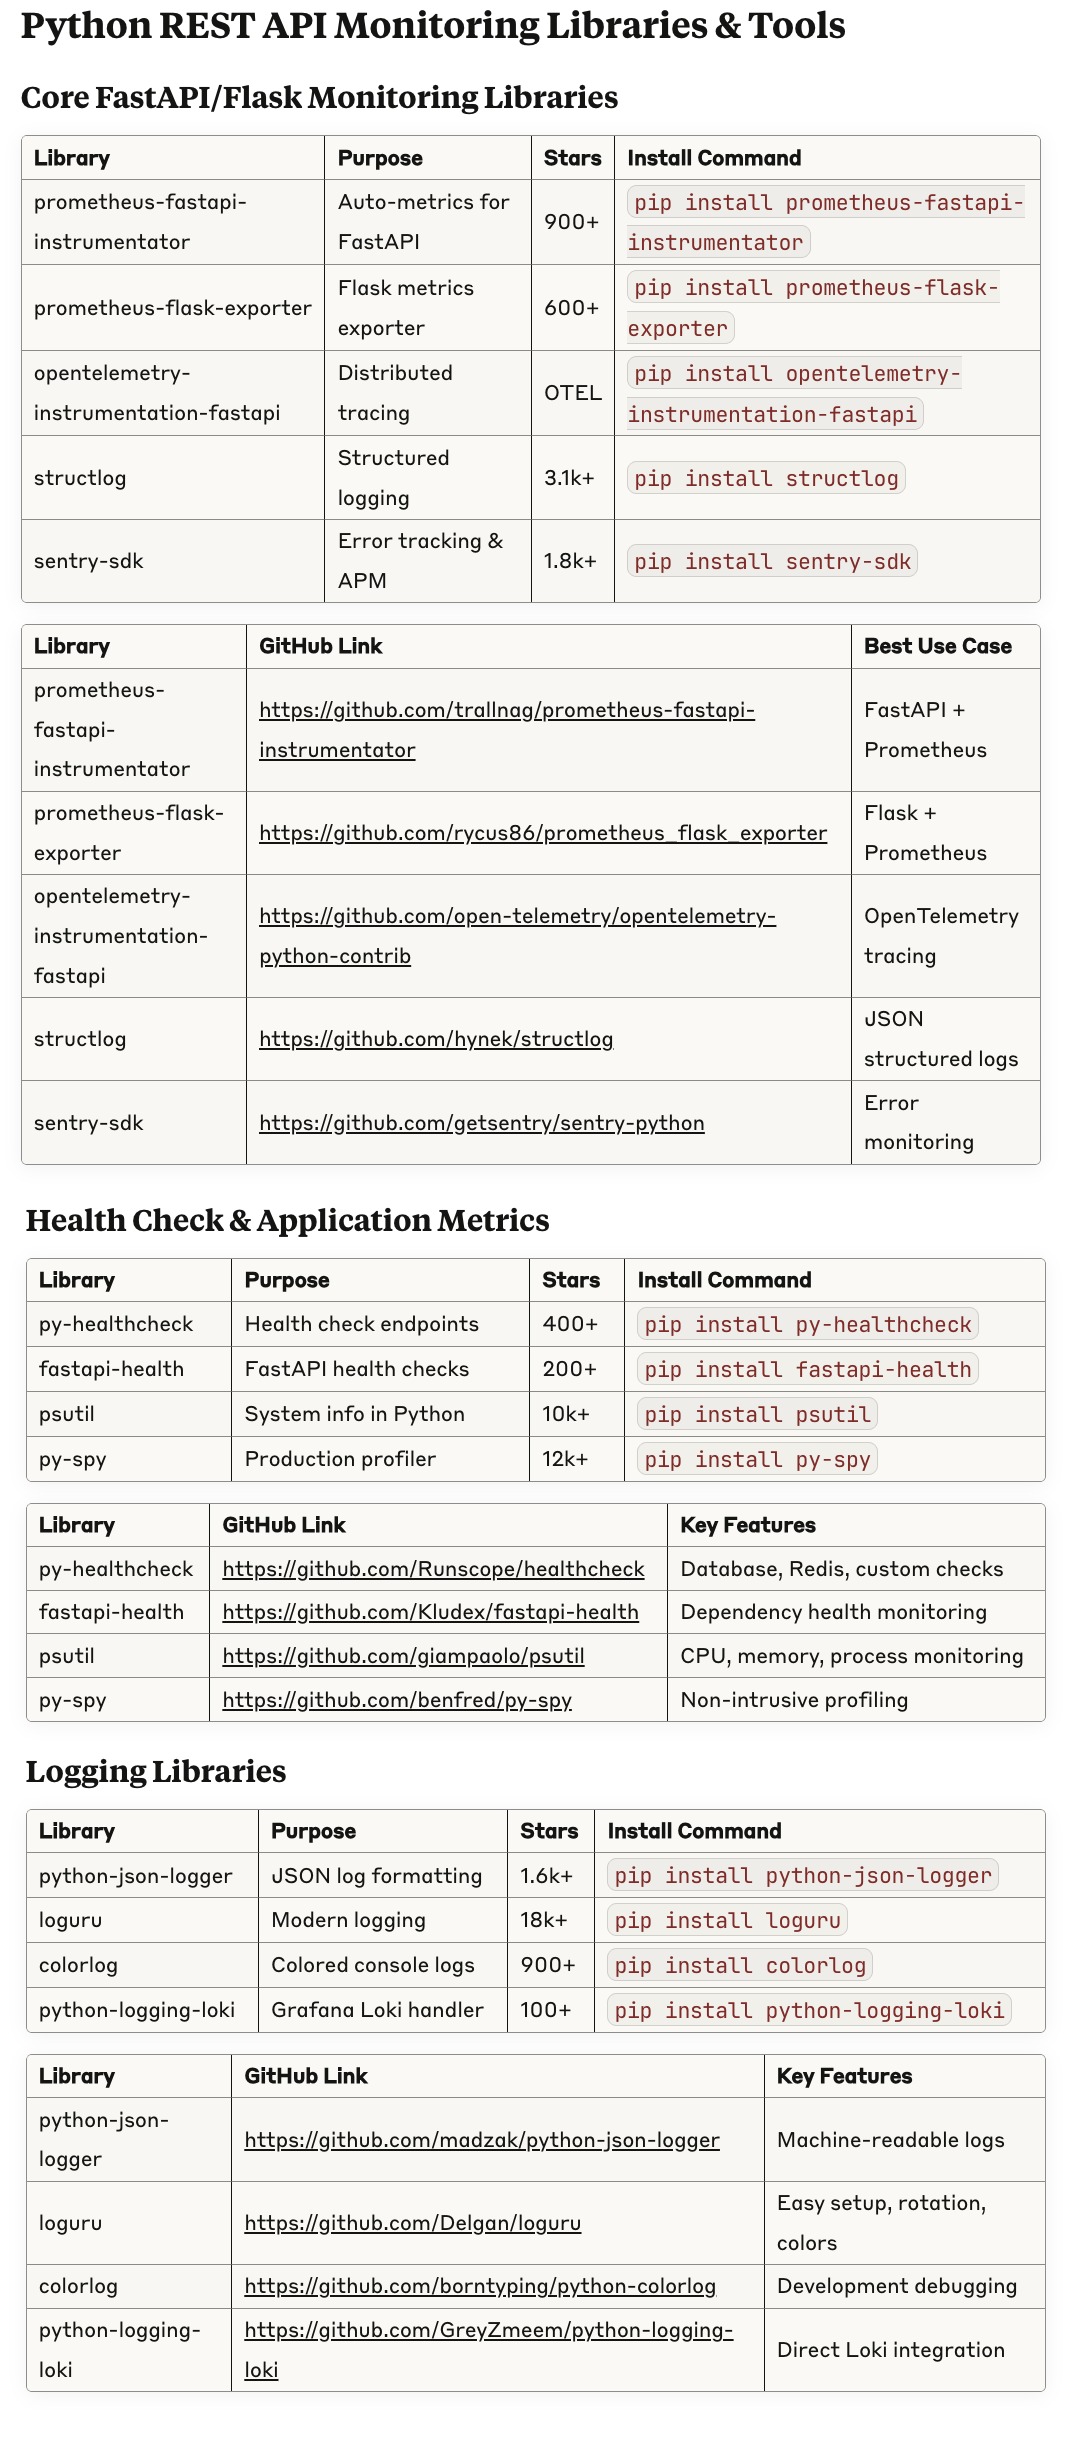 Python REST API Monitoring Libraries & Tools
Core FastAPI/Flask Monitoring Libraries
Library Purpose Stars Install Command
prometheus-fastapi-
instrumentator
Auto-metrics for
FastAPI
900+
pip install prometheus-fastapi-
instrumentator
prometheus-flask-exporter
Flask metrics
exporter
600+
pip install prometheus-flask-
exporter
opentelemetry-
instrumentation-fastapi
Distributed
tracing
OTEL
pip install opentelemetry-
instrumentation-fastapi
structlog
Structured
logging
3.1k+
pip install structlog
sentry-sdk
Error tracking &
APM
1.8k+
pip install sentry-sdk
Library GitHub Link Best Use Case
prometheus-
fastapi-
instrumentator
https://github.com/trallnag/prometheus-fastapi-
instrumentator
FastAPI +
Prometheus
prometheus-flask-
exporter
https://github.com/rycus86/prometheus_flask_exporter
Flask +
Prometheus
opentelemetry-
instrumentation-
fastapi
https://github.com/open-telemetry/opentelemetry-
python-contrib
OpenTelemetry
tracing
structlog
https://github.com/hynek/structlog
JSON
structured logs
sentry-sdk
https://github.com/getsentry/sentry-python
Error
monitoring
Health Check & Application Metrics
Library Purpose Stars Install Command
py-healthcheck Health check endpoints 400+ pip install py-healthcheck
fastapi-health FastAPI health checks 200+ pip install fastapi-health
psutil System info in Python 10k+ pip install psutil
py-spy Production profiler 12k+ pip install py-spy
Library GitHub Link Key Features
py-healthcheck https://github.com/Runscope/healthcheck Database, Redis, custom checks
fastapi-health https://github.com/Kludex/fastapi-health Dependency health monitoring
psutil https://github.com/giampaolo/psutil CPU, memory, process monitoring
py-spy https://github.com/benfred/py-spy Non-intrusive profiling
Logging Libraries
Library Purpose Stars Install Command
python-json-logger JSON log formatting 1.6k+ pip install python-json-logger
loguru Modern logging 18k+ pip install loguru
colorlog Colored console logs 900+ pip install colorlog
python-logging-loki Grafana Loki handler 100+ pip install python-logging-loki
Library GitHub Link Key Features
python-json-
logger
https://github.com/madzak/python-json-logger
Machine-readable logs
loguru
https://github.com/Delgan/loguru
Easy setup, rotation,
colors
colorlog https://github.com/borntyping/python-colorlog Development debugging
python-logging-
loki
https://github.com/GreyZmeem/python-logging-
loki
Direct Loki integration